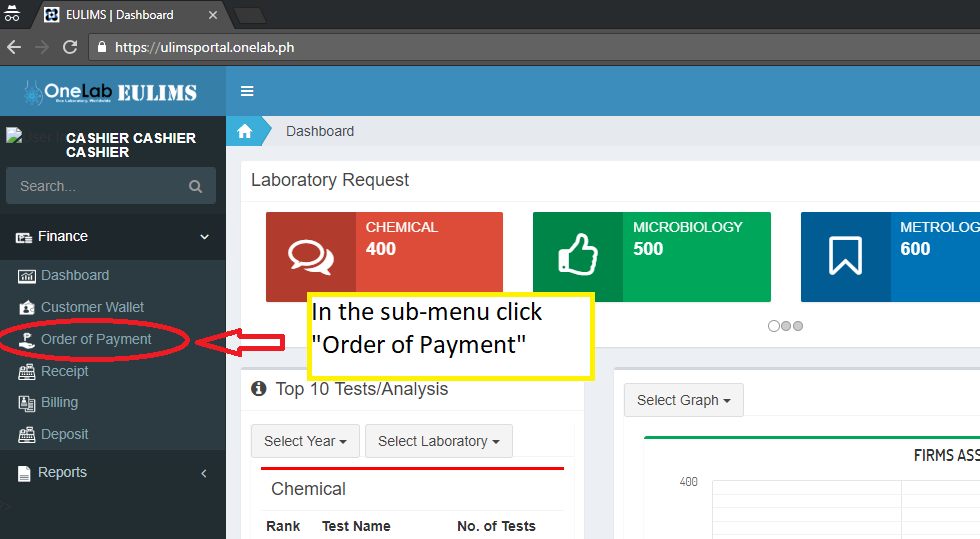 EULIMS | Dashboard
https://ulimsportal.onelab.ph
OneLab EULIMS
One Laboratory. Worldwide
Dashboard
CASHIER CASHIER
CASHIER
Search...
Finance
Dashboard
Customer Wallet
Order of Payment
Receipt
Billing
Deposit
Reports
Laboratory Request
CHEMICAL
400
MICROBIOLOGY
500
METROLOG
600
In the sub-menu click
"Order of Payment"
Top 10 Tests/Analysis
Select Year
Select Laboratory
Chemical
Rank Test Name No. of Tests
Select Graph
FIRMS ASS
400